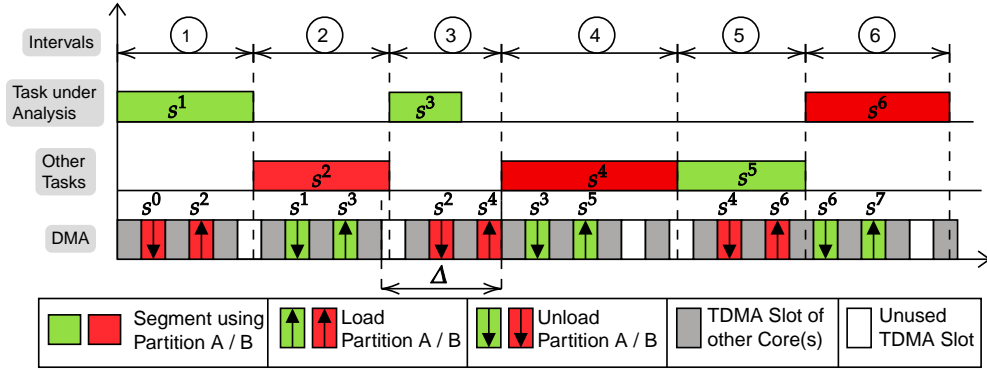 Intervals
1 2 3 4 5 6
Task under
Analysis
s¹ s³ s⁶
Other
Tasks
s² s⁴ s⁵
s⁰ s² s¹ s³ s² s⁴ s³ s⁵ s⁴ s⁶ s⁶ s⁷
DMA
Δ
Segment using
Partition A / B
Load
Partition A / B
Unload
Partition A / B
TDMA Slot of
other Core(s)
Unused
TDMA Slot